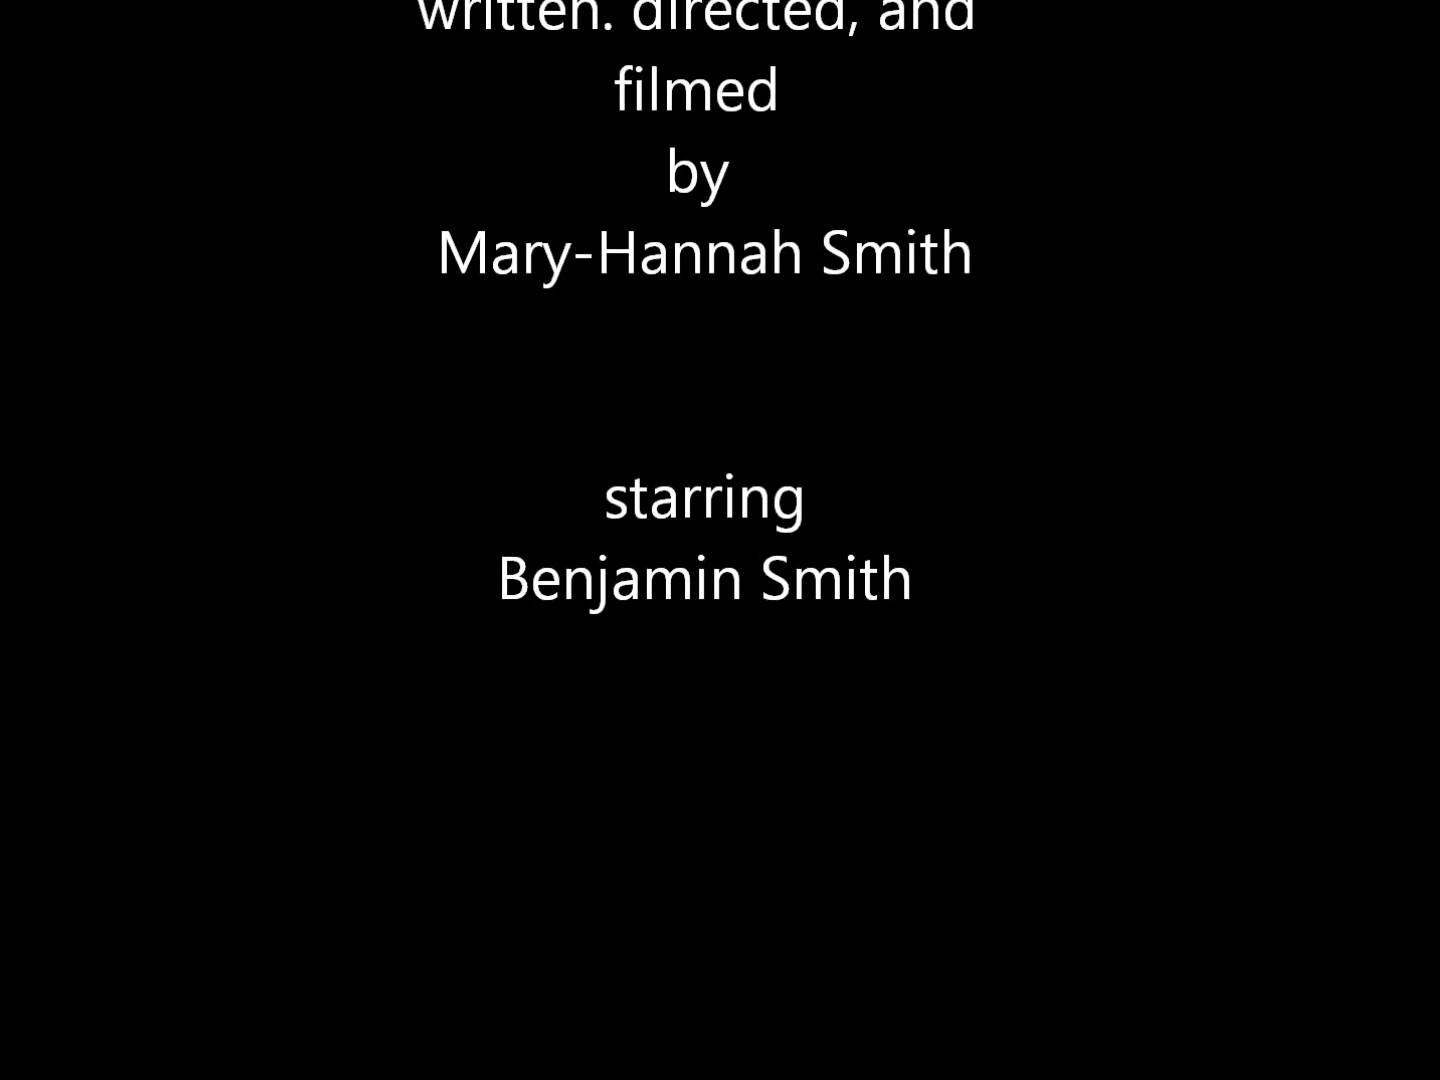 written. directed, and
filmed
by
Mary-Hannah Smith
starring
Benjamin Smith